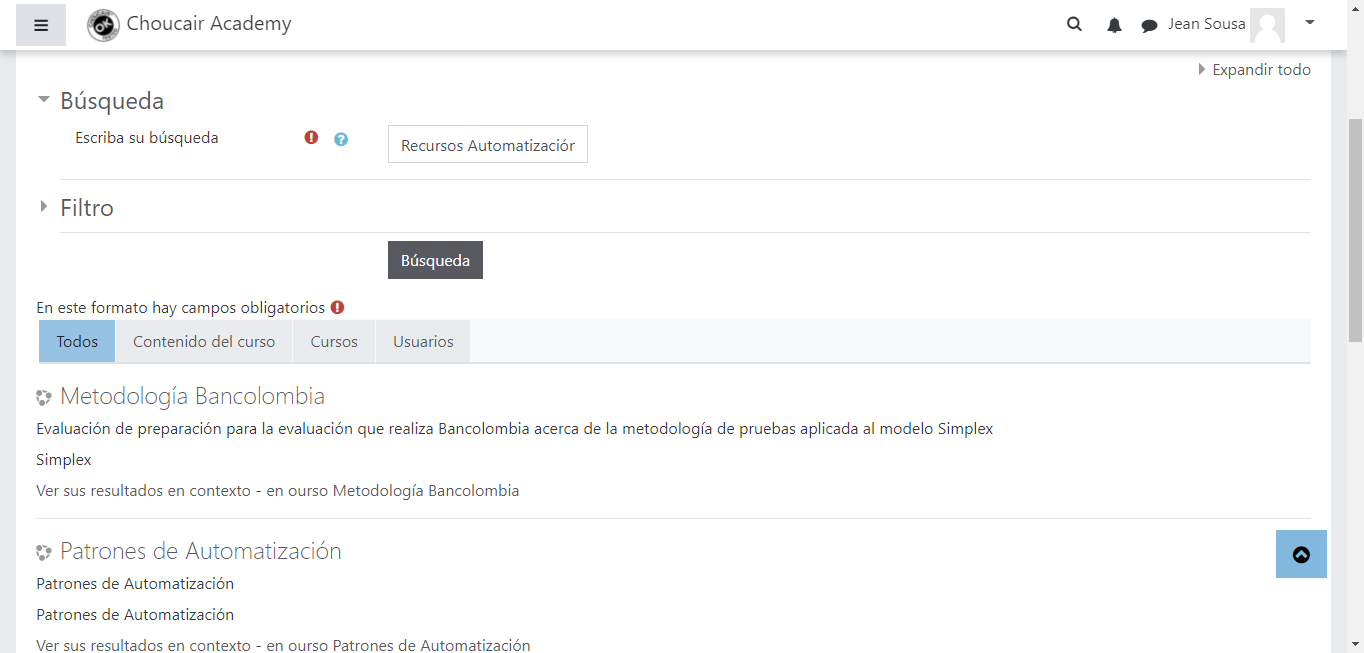 Choucair Academy
Jean Sousa
Expandir todo
Búsqueda
Escriba su búsqueda
Recursos Automatizaciór
Filtro
Búsqueda
En este formato hay campos obligatorios
Todos Contenido del curso Cursos Usuarios
Metodología Bancolombia
Evaluación de preparación para la evaluación que realiza Bancolombia acerca de la metodología de pruebas aplicada al modelo Simplex
Simplex
Ver sus resultados en contexto - en ourso Metodología Bancolombia
Patrones de Automatización
Patrones de Automatización
Patrones de Automatización
Ver sus resultados en contexto - en ourso Patrones de Automatización